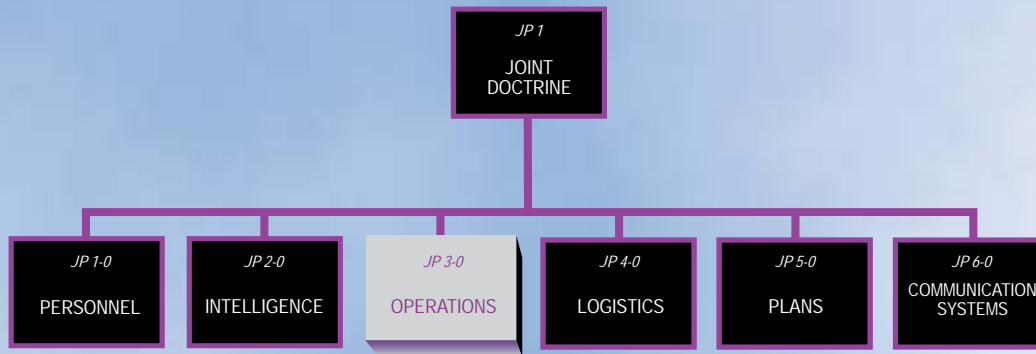 JP 1
JOINT
DOCTRINE
JP 1-0
PERSONNEL
JP 2-0
INTELLIGENCE
JP 3-0
OPERATIONS
JP 4-0
LOGISTICS
JP 5-0
PLANS
JP 6-0
COMMUNICATION
SYSTEMS